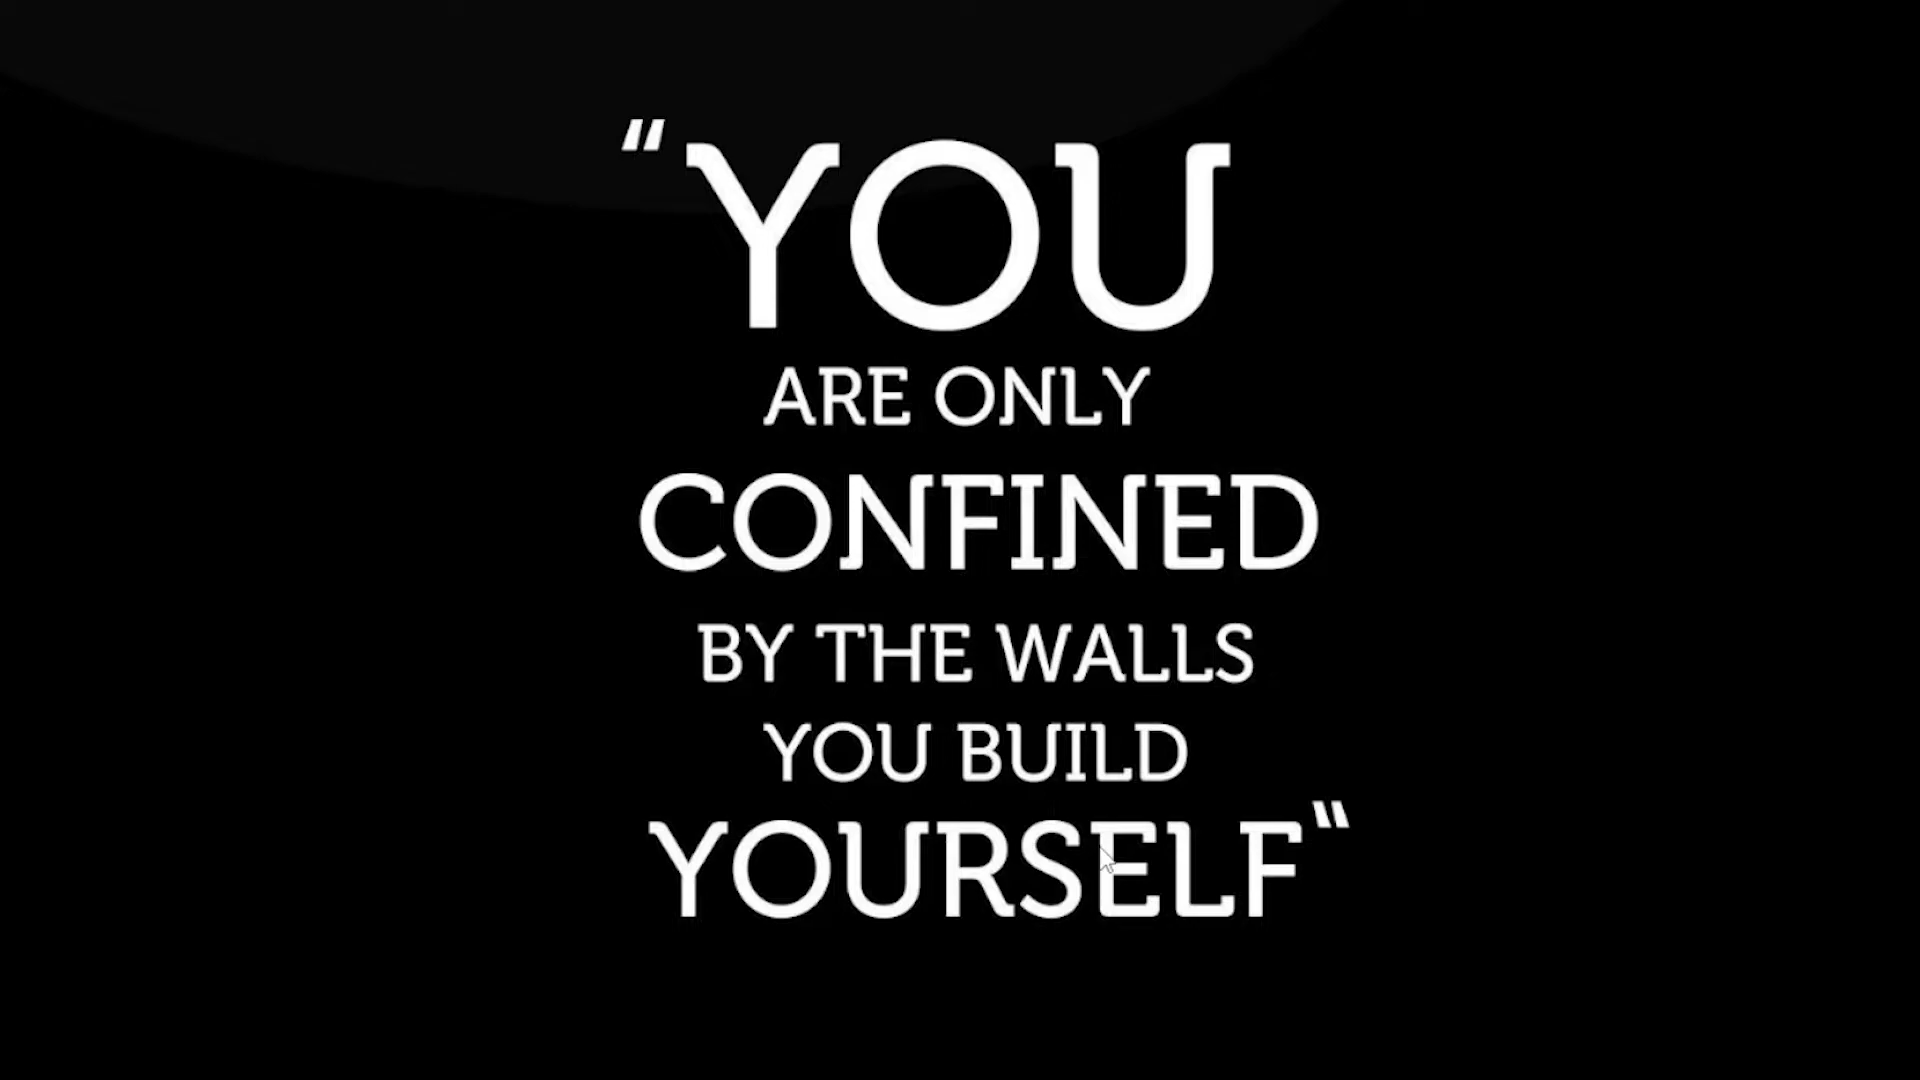 “YOU
ARE ONLY
CONFINED
BY THE WALLS
YOU BUILD
YOURSELF“